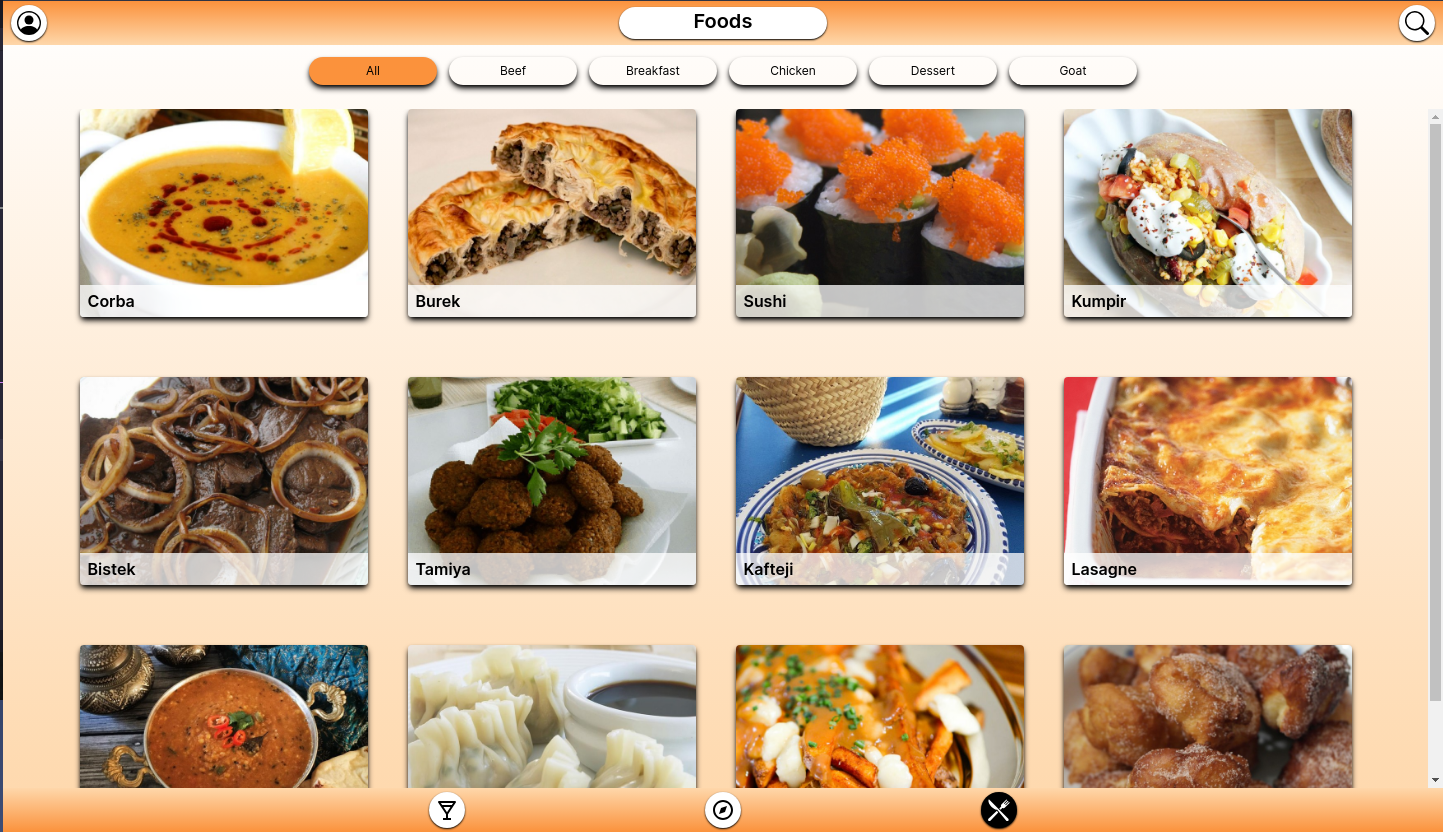 Foods
All
Beef
Breakfast
Chicken
Dessert
Goat
Corba
Burek
Sushi
Kumpir
Bistek
Tamiya
Kafteji
Lasagne